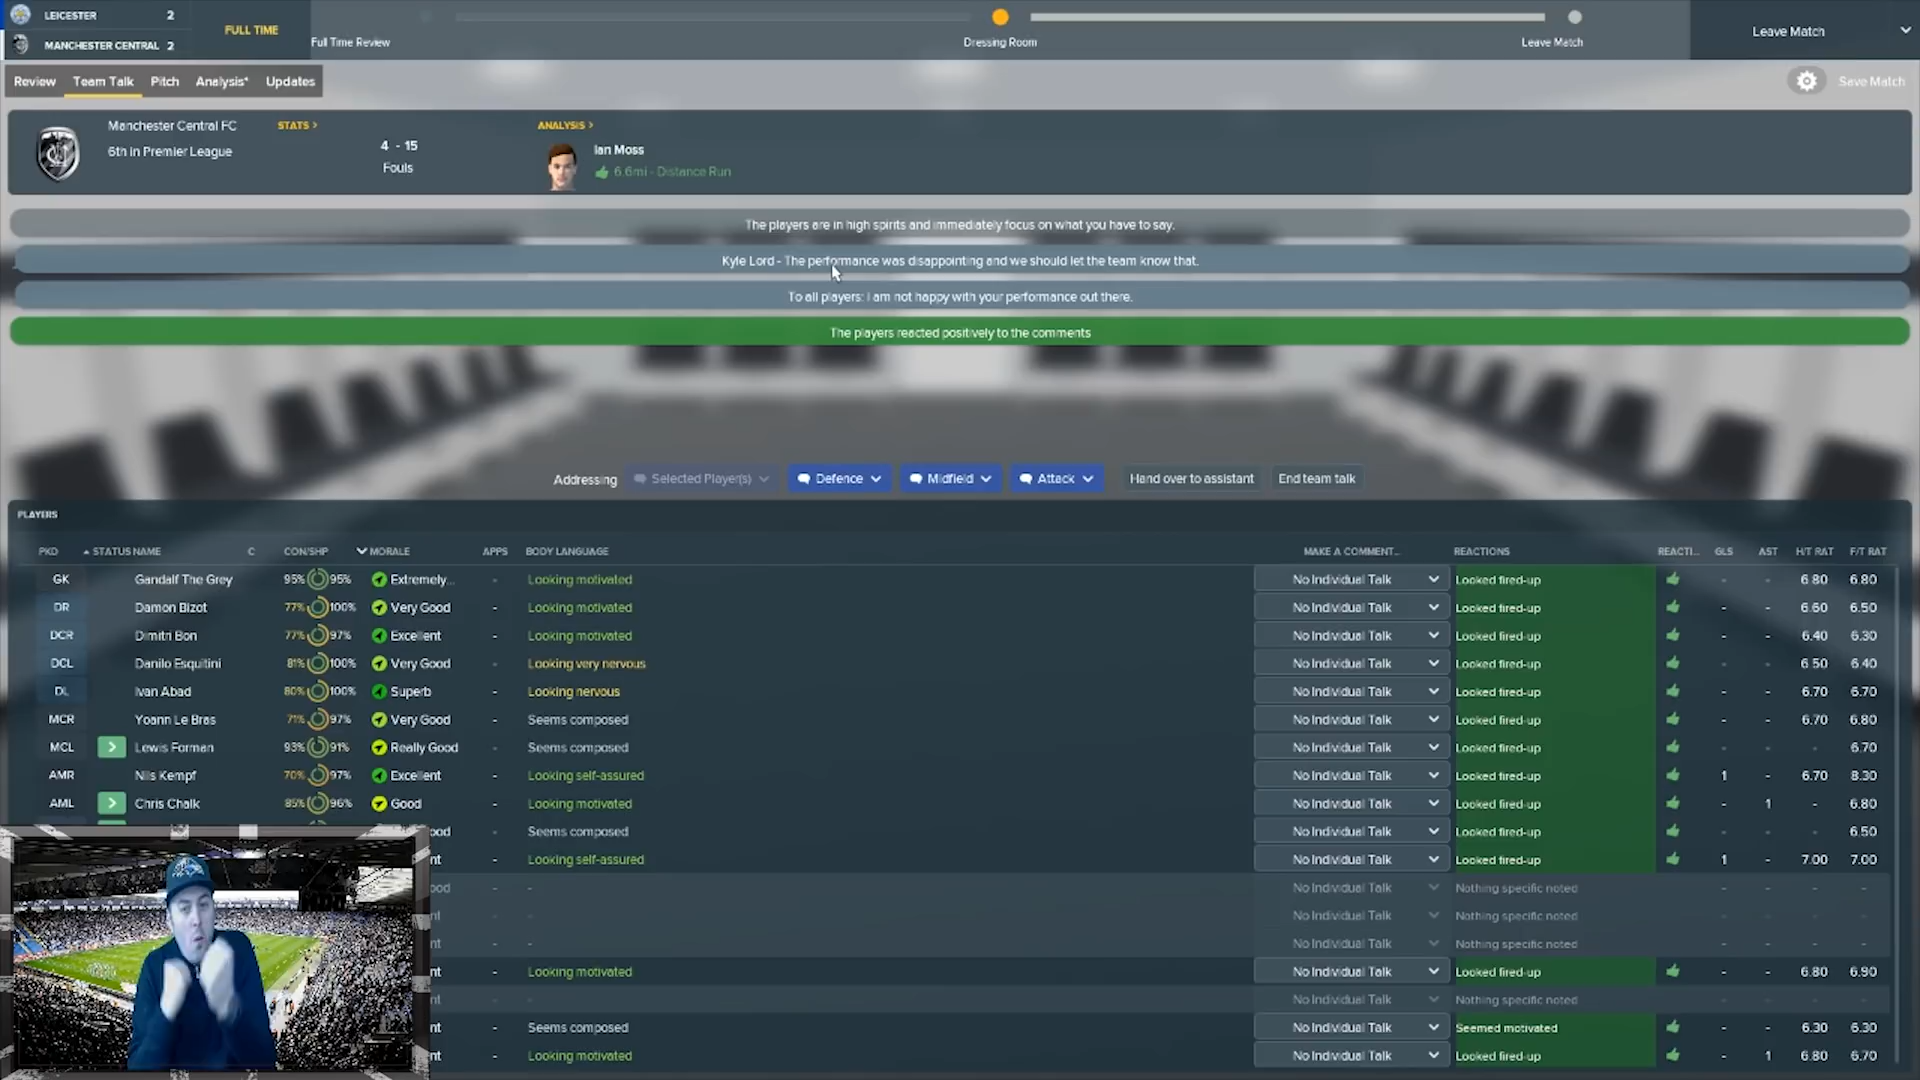 LEICESTER 2
MANCHESTER CENTRAL 2
FULL TIME
Full Time Review
Dressing Room
Leave Match
Leave Match
Review Team Talk Pitch Analysis* Updates
Save Match
Manchester Central FC
6th in Premier League
STATS >
4 - 15
Fouls
ANALYSIS >
Ian Moss
6.6mi - Distance Run
The players are in high spirits and immediately focus on what you have to say.
Kyle Lord - The performance was disappointing and we should let the team know that.
To all players: I am not happy with your performance out there.
The players reacted positively to the comments
Addressing Selected Player(s) Defence Midfield Attack Hand over to assistant End team talk
PLAYERS
PKD STATUS NAME C CON/SHP MORALE APPS BODY LANGUAGE MAKE A COMMENT... REACTIONS REACTI... GLS AST H/T RAT F/T RAT
GK Gandalf The Grey 95% 95% Extremely... - Looking motivated No Individual Talk Looked fired-up - - 6.80 6.80
DR Damon Bizot 77% 100% Very Good - Looking motivated No Individual Talk Looked fired-up - - 6.60 6.50
DCR Dimitri Bon 77% 97% Excellent - Looking motivated No Individual Talk Looked fired-up - - 6.40 6.30
DCL Danilo Esquitini 81% 100% Very Good - Looking very nervous No Individual Talk Looked fired-up - - 6.50 6.40
DL Ivan Abad 80% 100% Superb - Looking nervous No Individual Talk Looked fired-up - - 6.70 6.70
MCR Yoann Le Bras 71% 97% Very Good - Seems composed No Individual Talk Looked fired-up - - 6.70 6.80
MCL Lewis Forman 93% 91% Really Good - Seems composed No Individual Talk Looked fired-up - - - 6.70
AMR Nils Kempf 70% 97% Excellent - Looking self-assured No Individual Talk Looked fired-up 1 - 6.70 8.30
AML Chris Chalk 85% 96% Good - Looking motivated No Individual Talk Looked fired-up - 1 - 6.80
ood - Seems composed No Individual Talk Looked fired-up - - - 6.50
nt - Looking self-assured No Individual Talk Looked fired-up 1 - 7.00 7.00
ood - - No Individual Talk Nothing specific noted - - - -
nt - - No Individual Talk Nothing specific noted - - - -
nt - - No Individual Talk Nothing specific noted - - - -
nt - Looking motivated No Individual Talk Looked fired-up - - 6.80 6.90
nt - - No Individual Talk Nothing specific noted - - - -
nt - Seems composed No Individual Talk Seemed motivated - - 6.30 6.30
nt - Looking motivated No Individual Talk Looked fired-up - 1 6.80 6.70